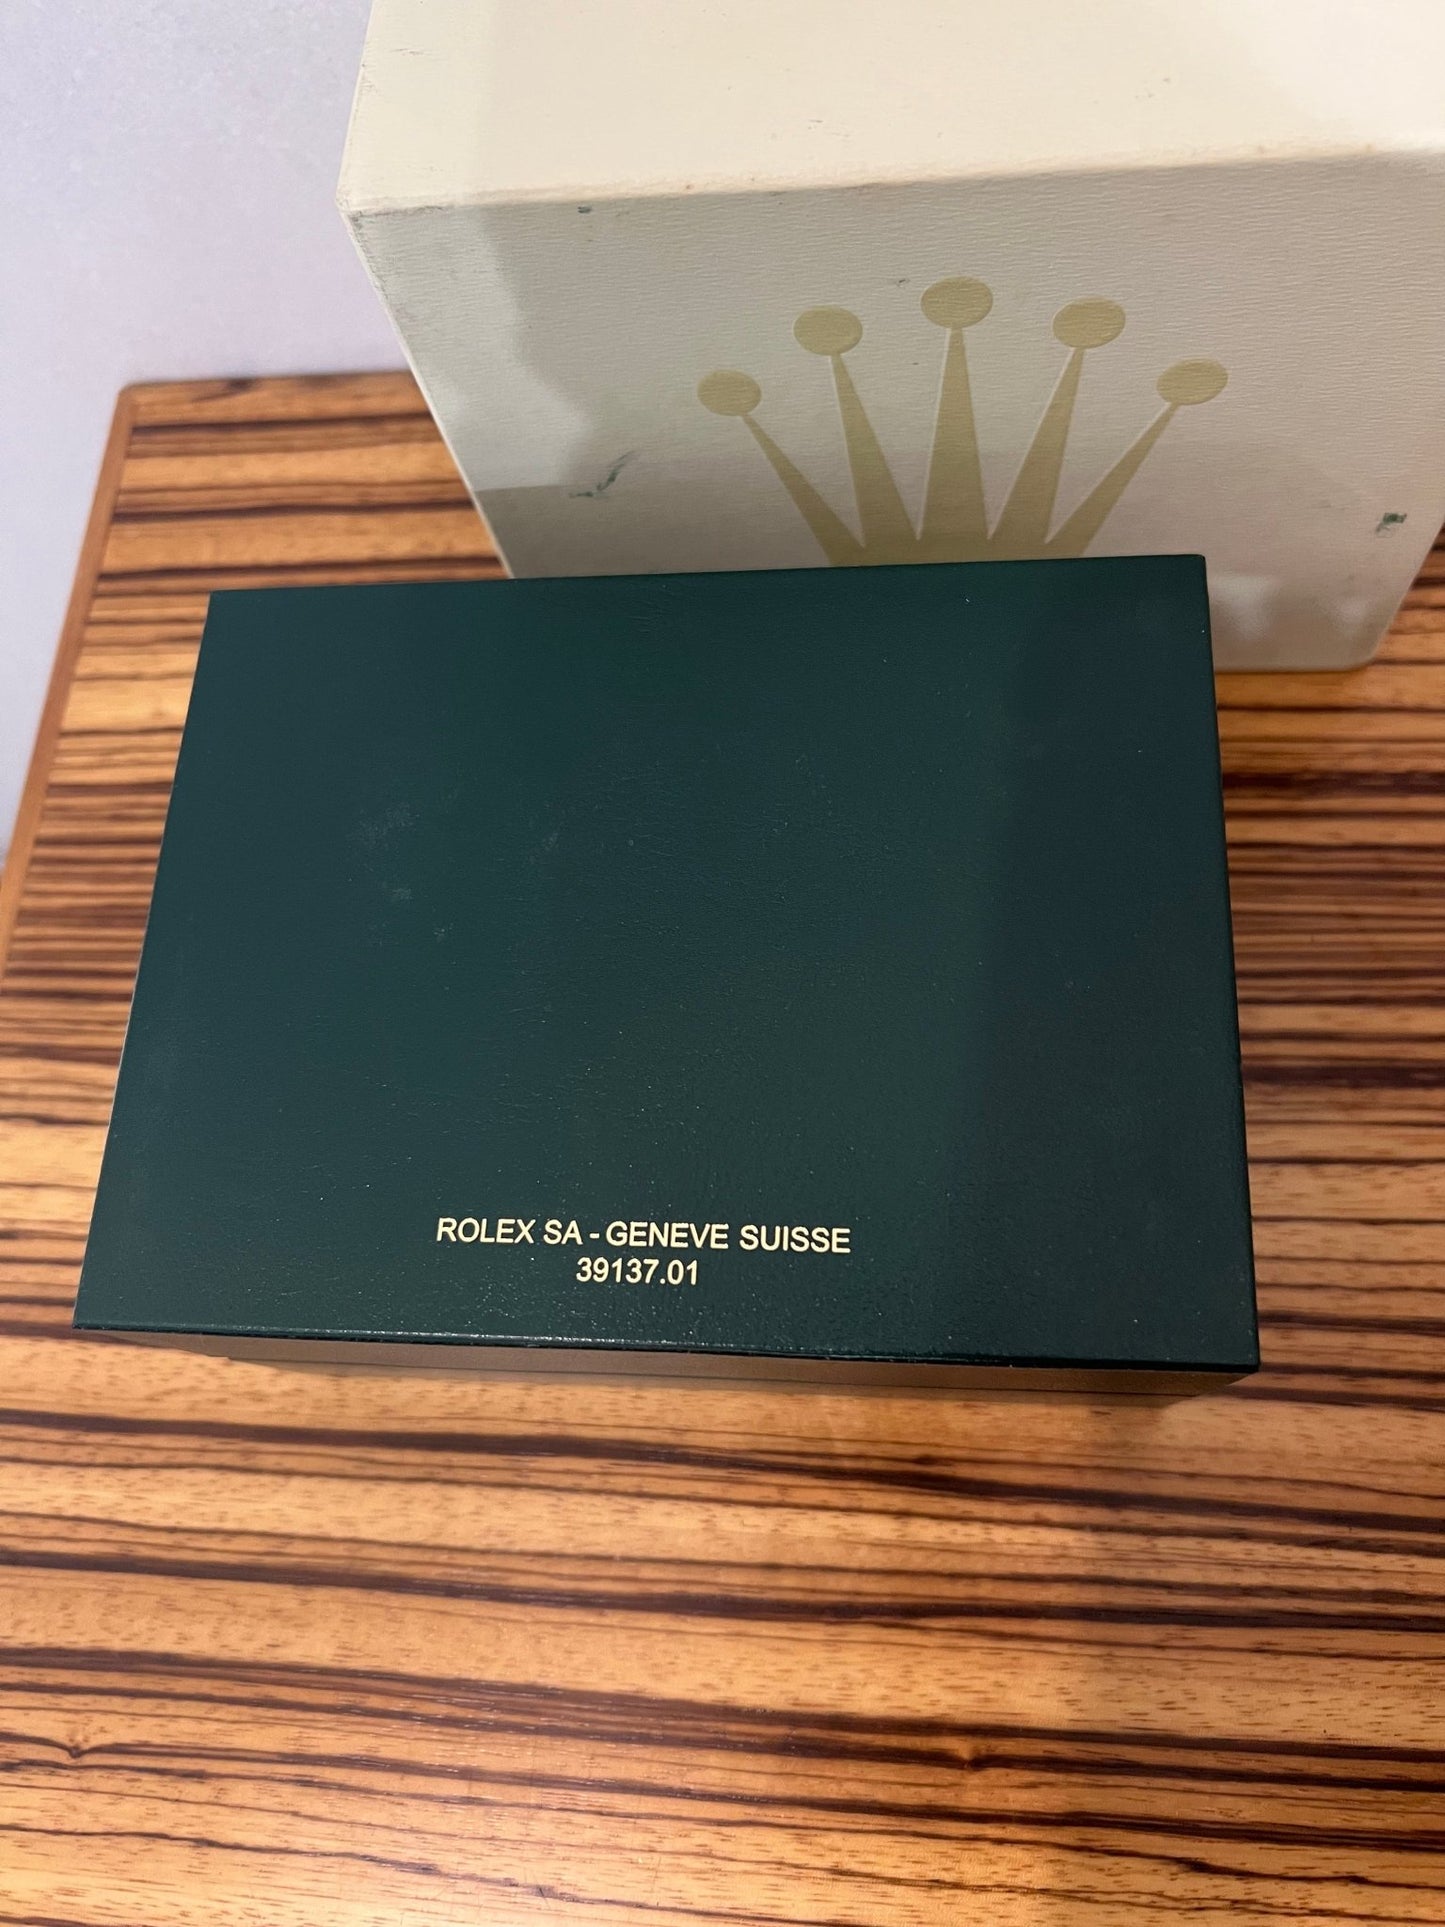 ROLEX SA - GENEVE SUISSE
39137.01